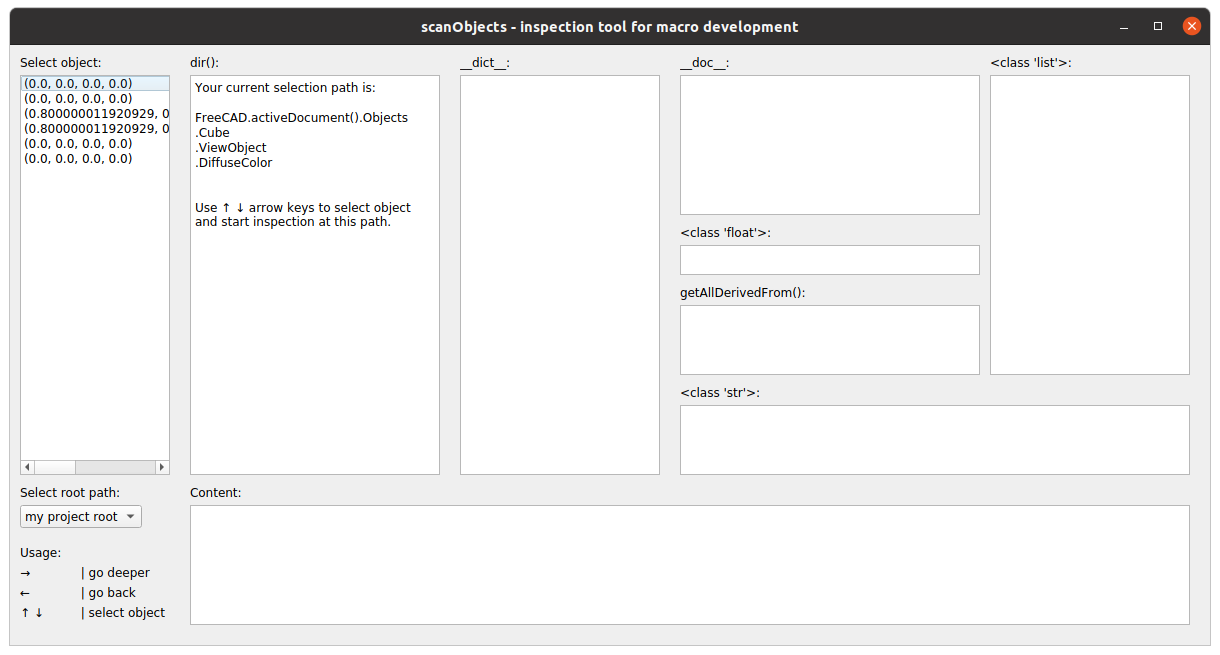 scanObjects - inspection tool for macro development
Select object:
(0.0, 0.0, 0.0, 0.0)
(0.0, 0.0, 0.0, 0.0)
(0.800000011920929, 0
(0.800000011920929, 0
(0.0, 0.0, 0.0, 0.0)
(0.0, 0.0, 0.0, 0.0)
dir():
Your current selection path is:
FreeCAD.activeDocument().Objects
.Cube
.ViewObject
.DiffuseColor
Use ↑ ↓ arrow keys to select object
and start inspection at this path.
__dict__:
__doc__:
<class 'float'>:
getAllDerivedFrom():
<class 'str'>:
<class 'list'>:
Select root path:
my project root
Usage:
→ | go deeper
← | go back
↑ ↓ | select object
Content: